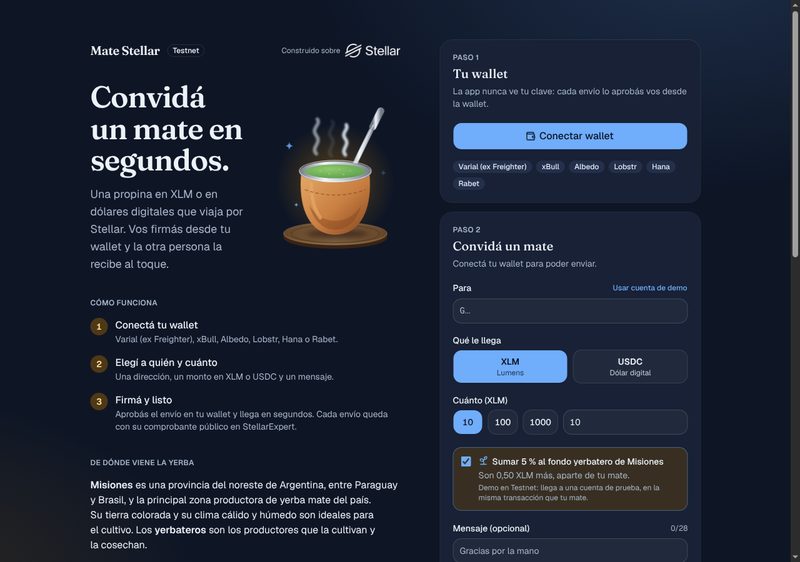 Mate Stellar
Testnet
Construido sobre Stellar
Convidá
un mate en
segundos.
Una propina en XLM o en
dólares digitales que viaja por
Stellar. Vos firmás desde tu
wallet y la otra persona la
recibe al toque.
CÓMO FUNCIONA
1
Conectá tu wallet
Varial (ex Freighter), xBull, Albedo, Lobstr, Hana o Rabet.
2
Elegí a quién y cuánto
Una dirección, un monto en XLM o USDC y un mensaje.
3
Firmá y listo
Aprobás el envío en tu wallet y llega en segundos. Cada envío queda
con su comprobante público en StellarExpert.
DE DÓNDE VIENE LA YERBA
Misiones es una provincia del noreste de Argentina, entre Paraguay
y Brasil, y la principal zona productora de yerba mate del país.
Su tierra colorada y su clima cálido y húmedo son ideales para
el cultivo. Los yerbateros son los productores que la cultivan y
la cosechan.
PASO 1
Tu wallet
La app nunca ve tu clave: cada envío lo aprobás vos desde
la wallet.
Conectar wallet
Varial (ex Freighter)
xBull
Albedo
Lobstr
Hana
Rabet
PASO 2
Convidá un mate
Conectá tu wallet para poder enviar.
Para
Usar cuenta de demo
G...
Qué le llega
XLM
Lumens
USDC
Dólar digital
Cuánto (XLM)
10
100
1000
10
Sumar 5 % al fondo yerbatero de Misiones
Son 0,50 XLM más, aparte de tu mate.
Demo en Testnet: llega a una cuenta de prueba, en la
misma transacción que tu mate.
Mensaje (opcional)
0/28
Gracias por la mano